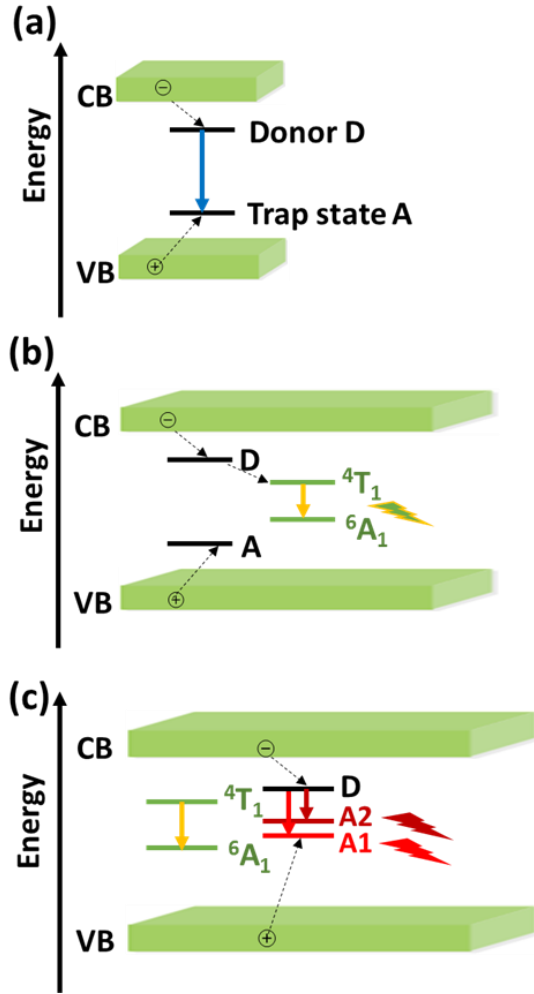 (a)
CB
⊖
Donor D
Energy
Trap state A
VB
⊕
(b)
CB
⊖
D
⁴T₁
Energy
⁶A₁
A
VB
⊕
(c)
CB
⊖
D
⁴T₁
A2
Energy
A1
⁶A₁
VB
⊕